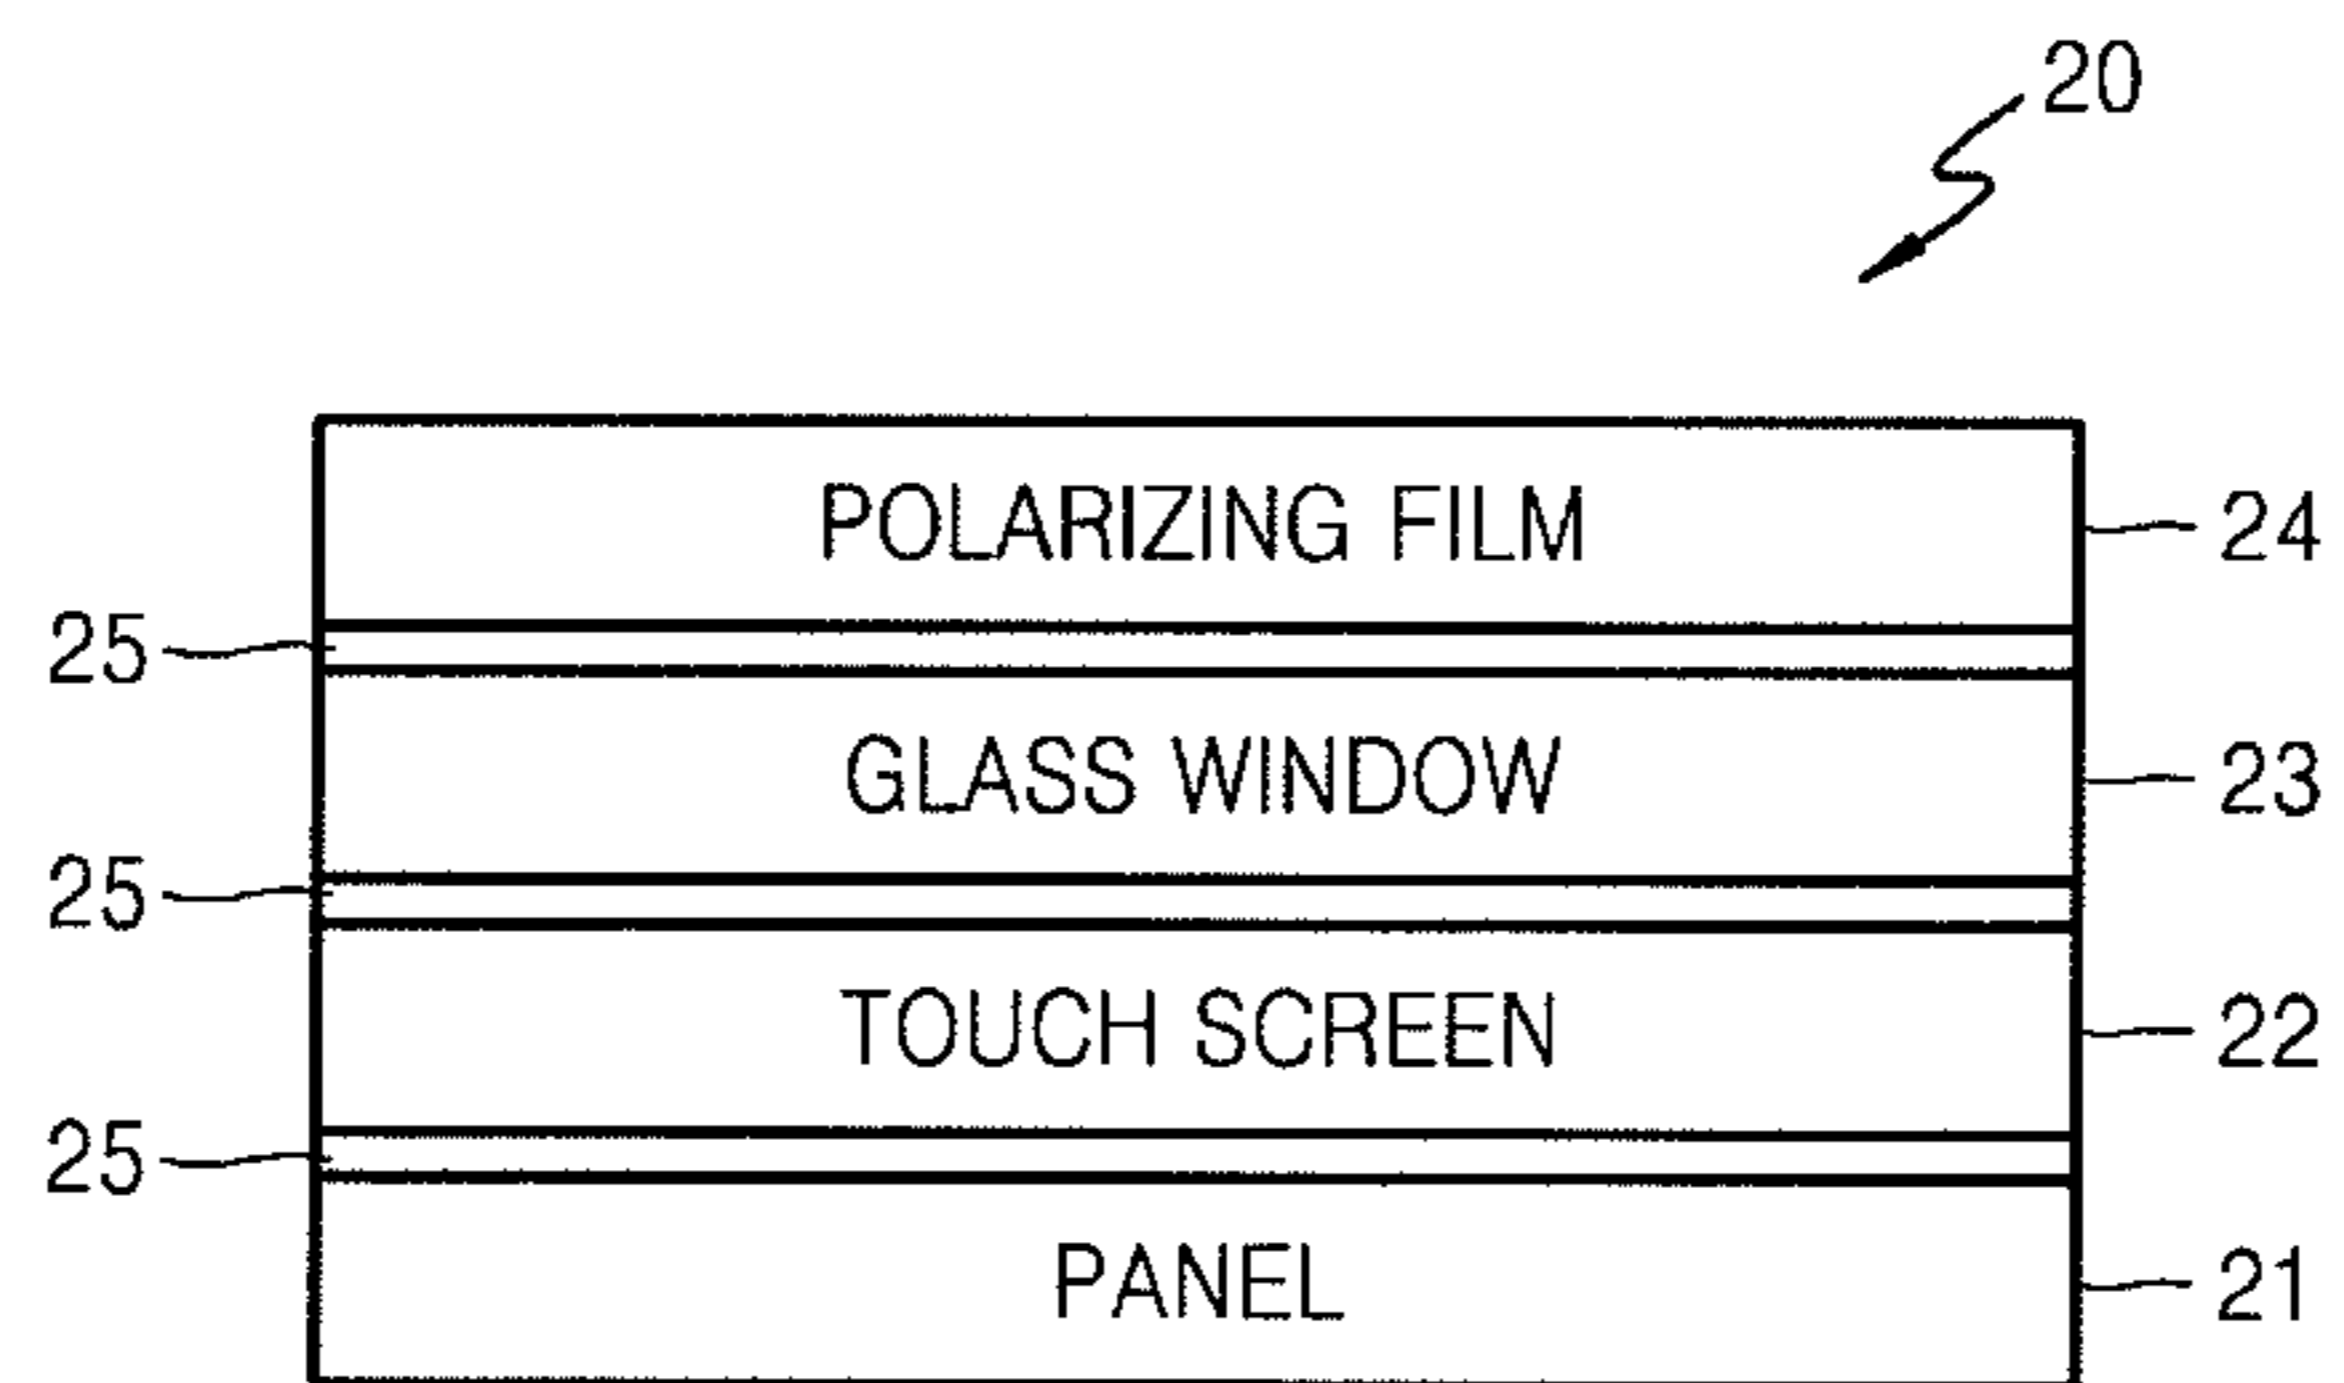 20
POLARIZING FILM 24
25
GLASS WINDOW 23
25
TOUCH SCREEN 22
25
PANEL 21